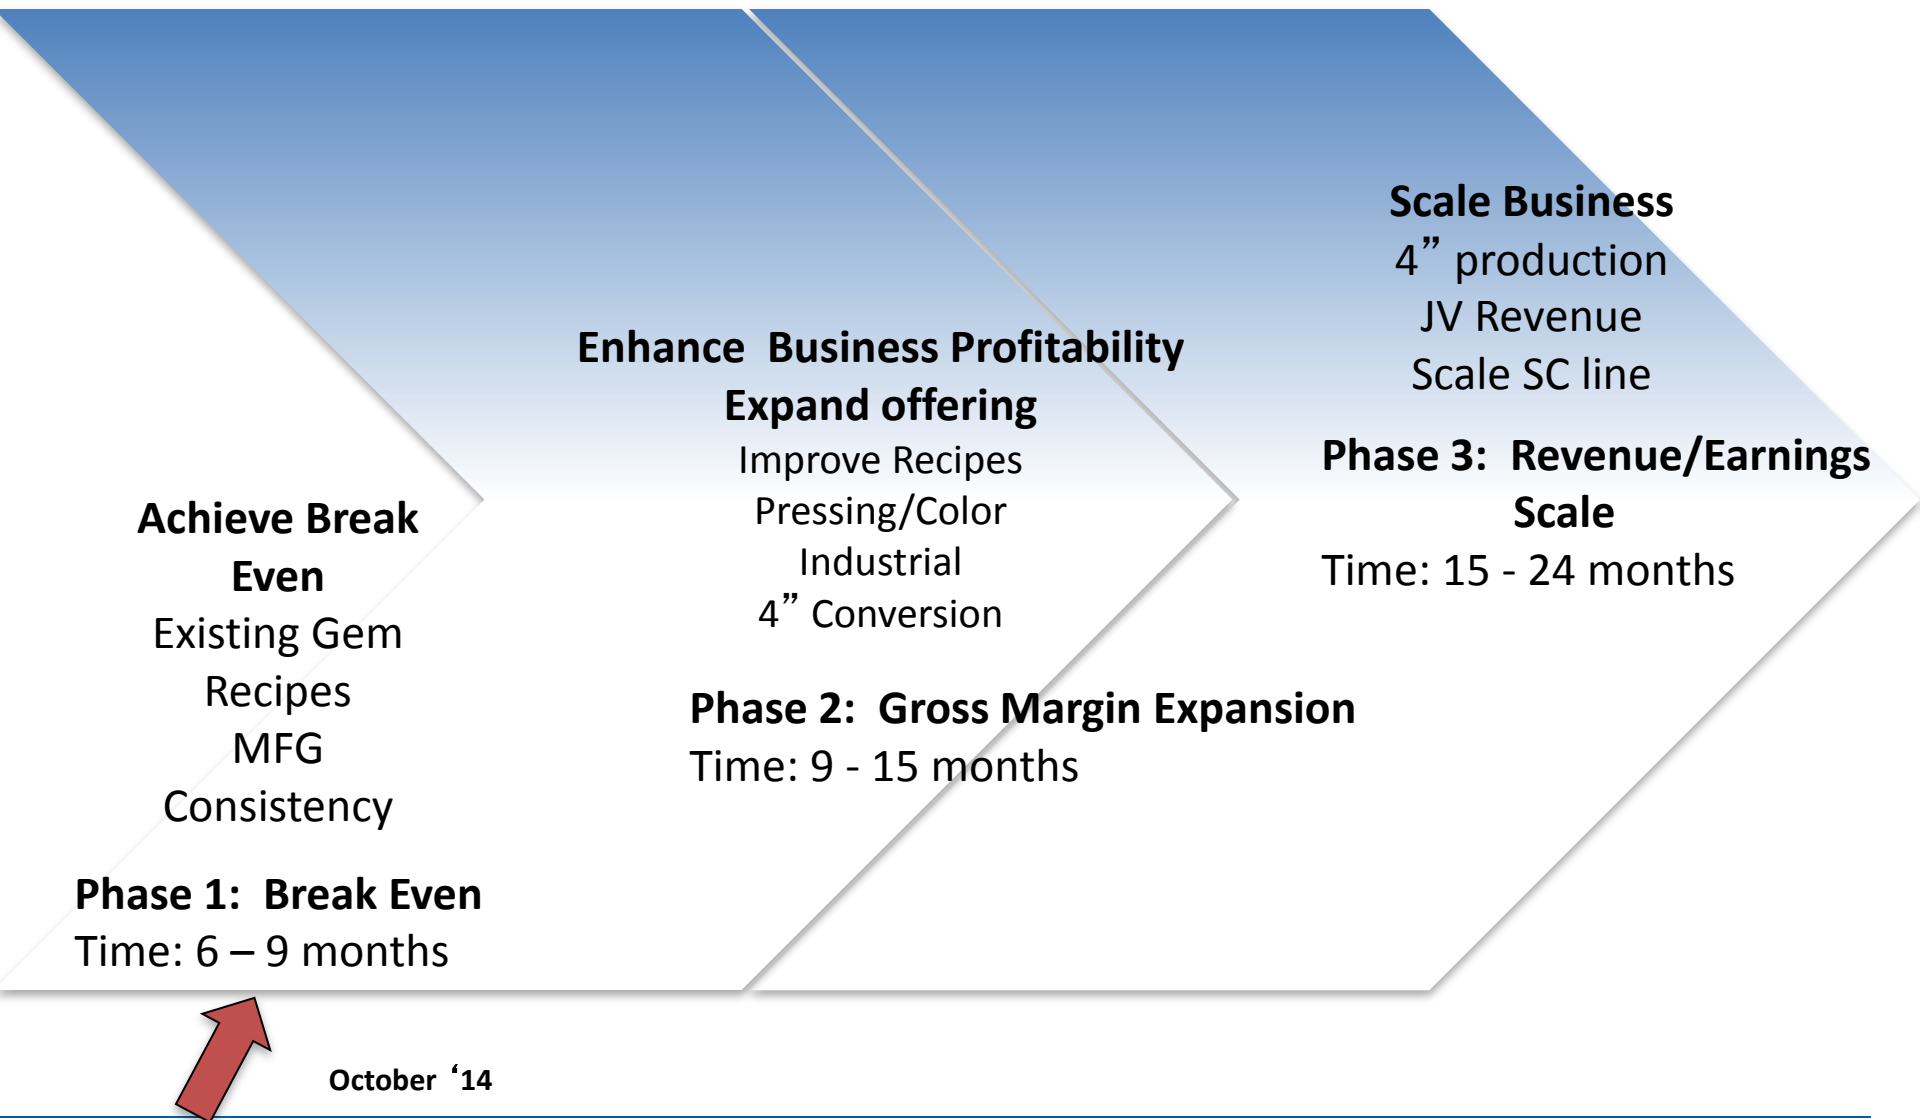 Achieve Break
Even
Existing Gem
Recipes
MFG
Consistency
Phase 1:  Break Even
Time: 6 – 9 months
Enhance  Business Profitability
Expand offering
Improve Recipes
Pressing/Color
Industrial
4” Conversion
Phase 2:  Gross Margin Expansion
Time: 9 - 15 months
Scale Business
4” production
JV Revenue
Scale SC line
Phase 3:  Revenue/Earnings
Scale
Time: 15 - 24 months
October ‘14